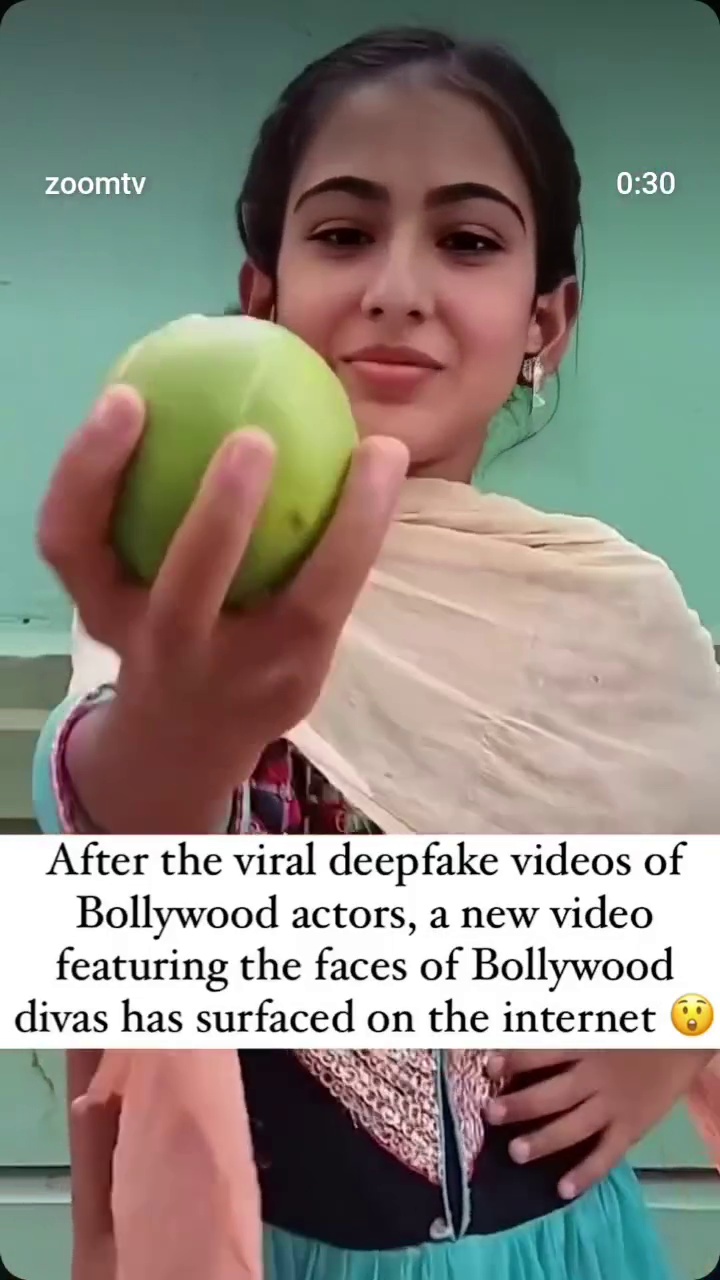 zoomtv
0:30
After the viral deepfake videos of
Bollywood actors, a new video
featuring the faces of Bollywood
divas has surfaced on the internet 😲